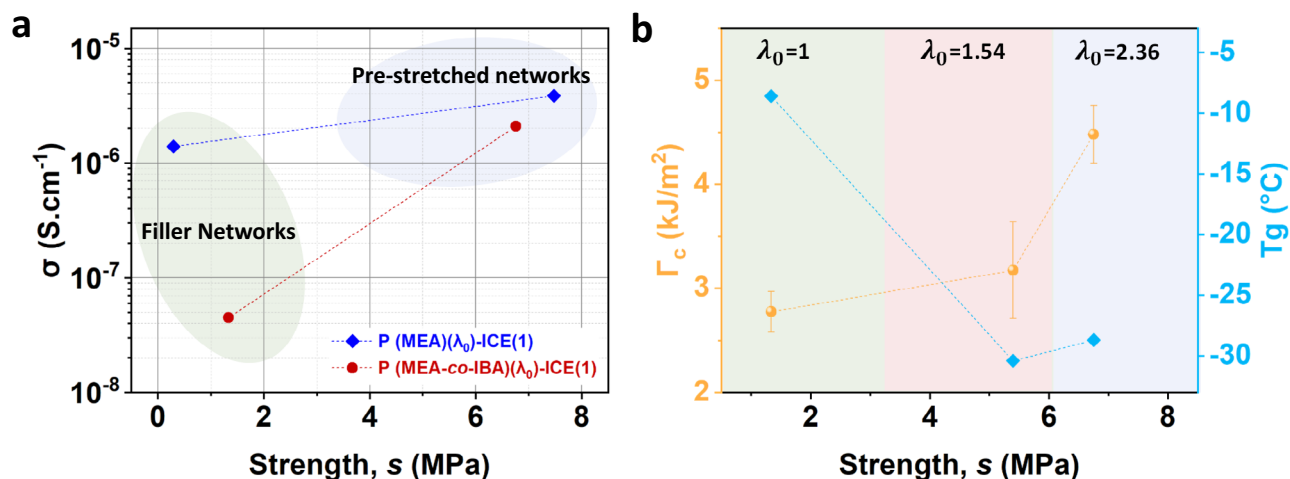 a
10⁻⁵
10⁻⁶
10⁻⁷
10⁻⁸
σ (S.cm⁻¹)
Pre-stretched networks
Filler Networks
P (MEA)(λ₀)-ICE(1)
P (MEA-co-IBA)(λ₀)-ICE(1)
0 2 4 6 8
Strength, s (MPa)
b
λ₀=1 λ₀=1.54 λ₀=2.36
5
4
3
2
Γc (kJ/m²)
-5
-10
-15
-20
-25
-30
Tg (°C)
2 4 6 8
Strength, s (MPa)